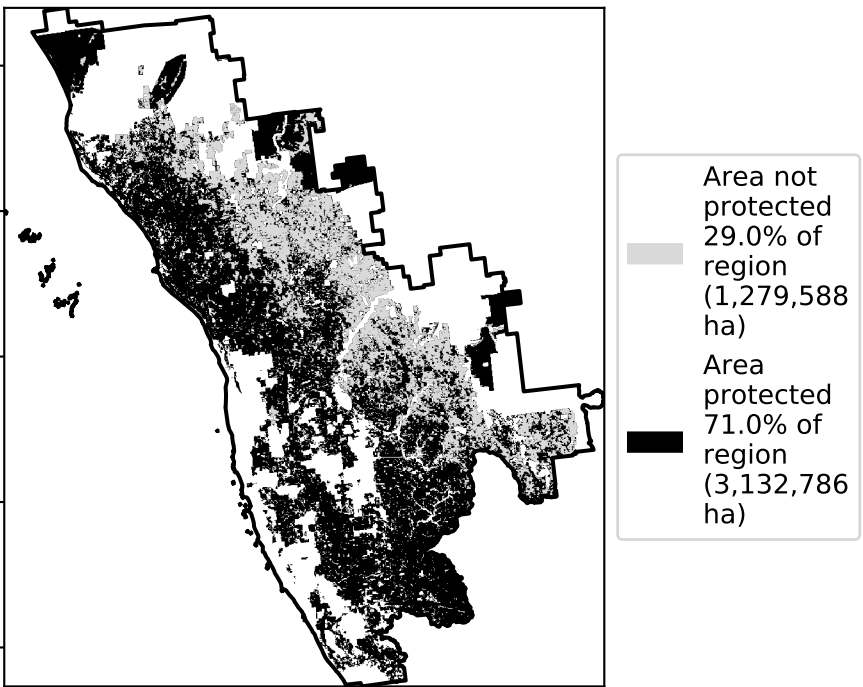 Area not
protected
29.0% of
region
(1,279,588
ha)
Area
protected
71.0% of
region
(3,132,786
ha)